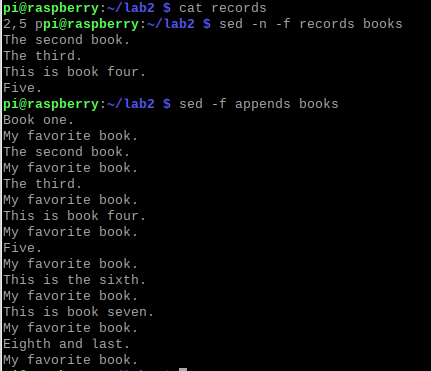 pi@raspberry:~/lab2 $ cat records
2,5 ppi@raspberry:~/lab2 $ sed -n -f records books
The second book.
The third.
This is book four.
Five.
pi@raspberry:~/lab2 $ sed -f appends books
Book one.
My favorite book.
The second book.
My favorite book.
The third.
My favorite book.
This is book four.
My favorite book.
Five.
My favorite book.
This is the sixth.
My favorite book.
This is book seven.
My favorite book.
Eighth and last.
My favorite book.